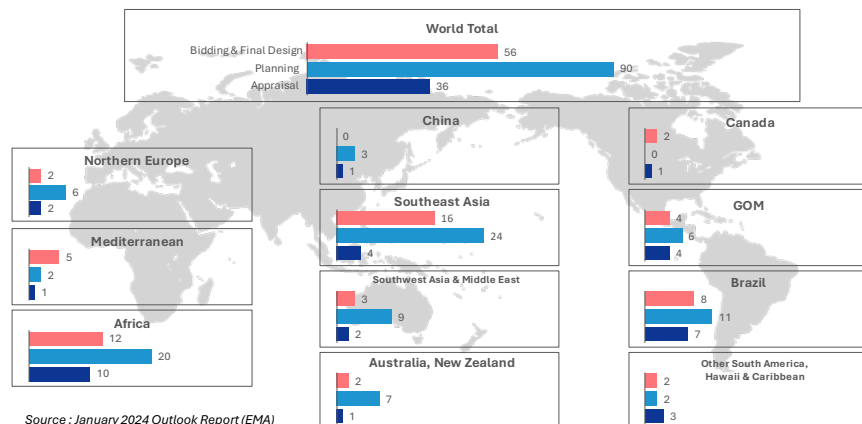 World Total
Bidding & Final Design
56
Planning
90
Appraisal
36
Northern Europe
2
6
2
Mediterranean
5
2
1
Africa
12
20
10
China
0
3
1
Southeast Asia
16
24
4
Southwest Asia & Middle East
3
9
2
Australia, New Zealand
2
7
1
Canada
2
0
1
GOM
4
6
4
Brazil
8
11
7
Other South America,
Hawaii & Caribbean
2
2
3
Source : January 2024 Outlook Report (EMA)